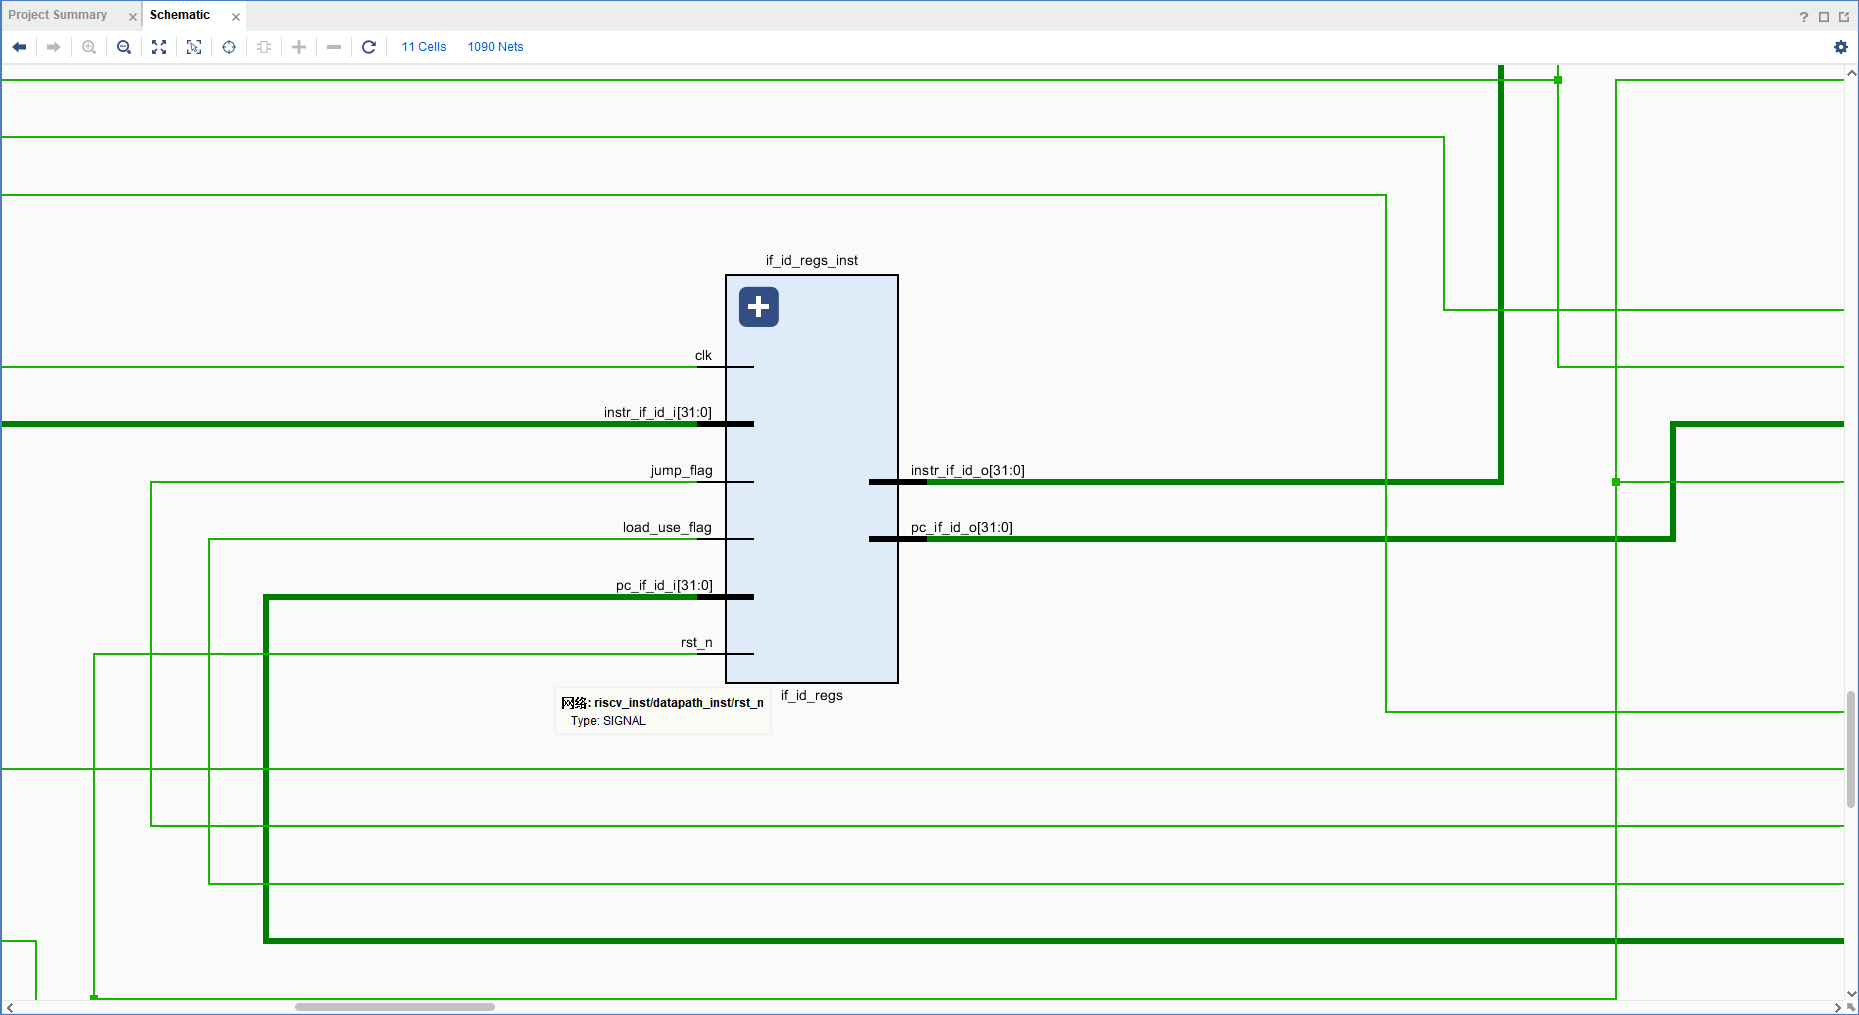 Project Summary
Schematic
11 Cells
1090 Nets
if_id_regs_inst
clk
instr_if_id_i[31:0]
jump_flag
instr_if_id_o[31:0]
load_use_flag
pc_if_id_o[31:0]
pc_if_id_i[31:0]
rst_n
if_id_regs
网络: riscv_inst/datapath_inst/rst_n
Type: SIGNAL